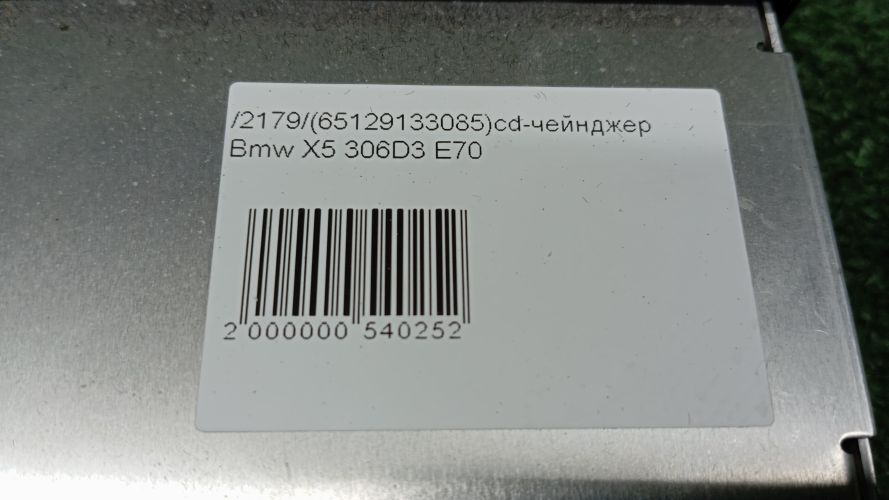 /2179/(65129133085)cd-чейнджер
Bmw X5 306D3 E70
2 000000 540252